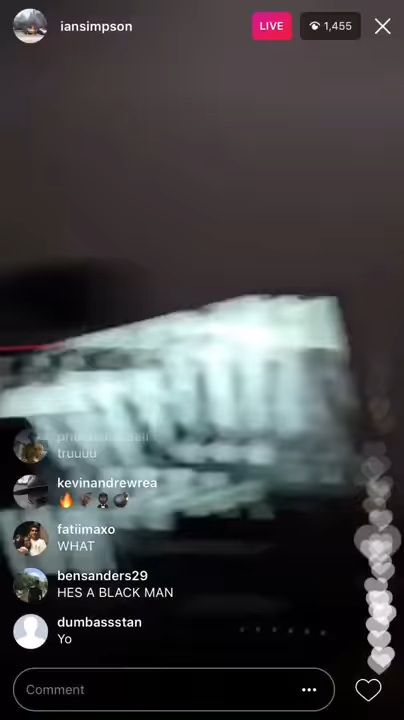 iansimpson
LIVE
1,455
truuuu
kevinandrewrea
fatiimaxo
WHAT
bensanders29
HES A BLACK MAN
dumbassstan
Yo
Comment